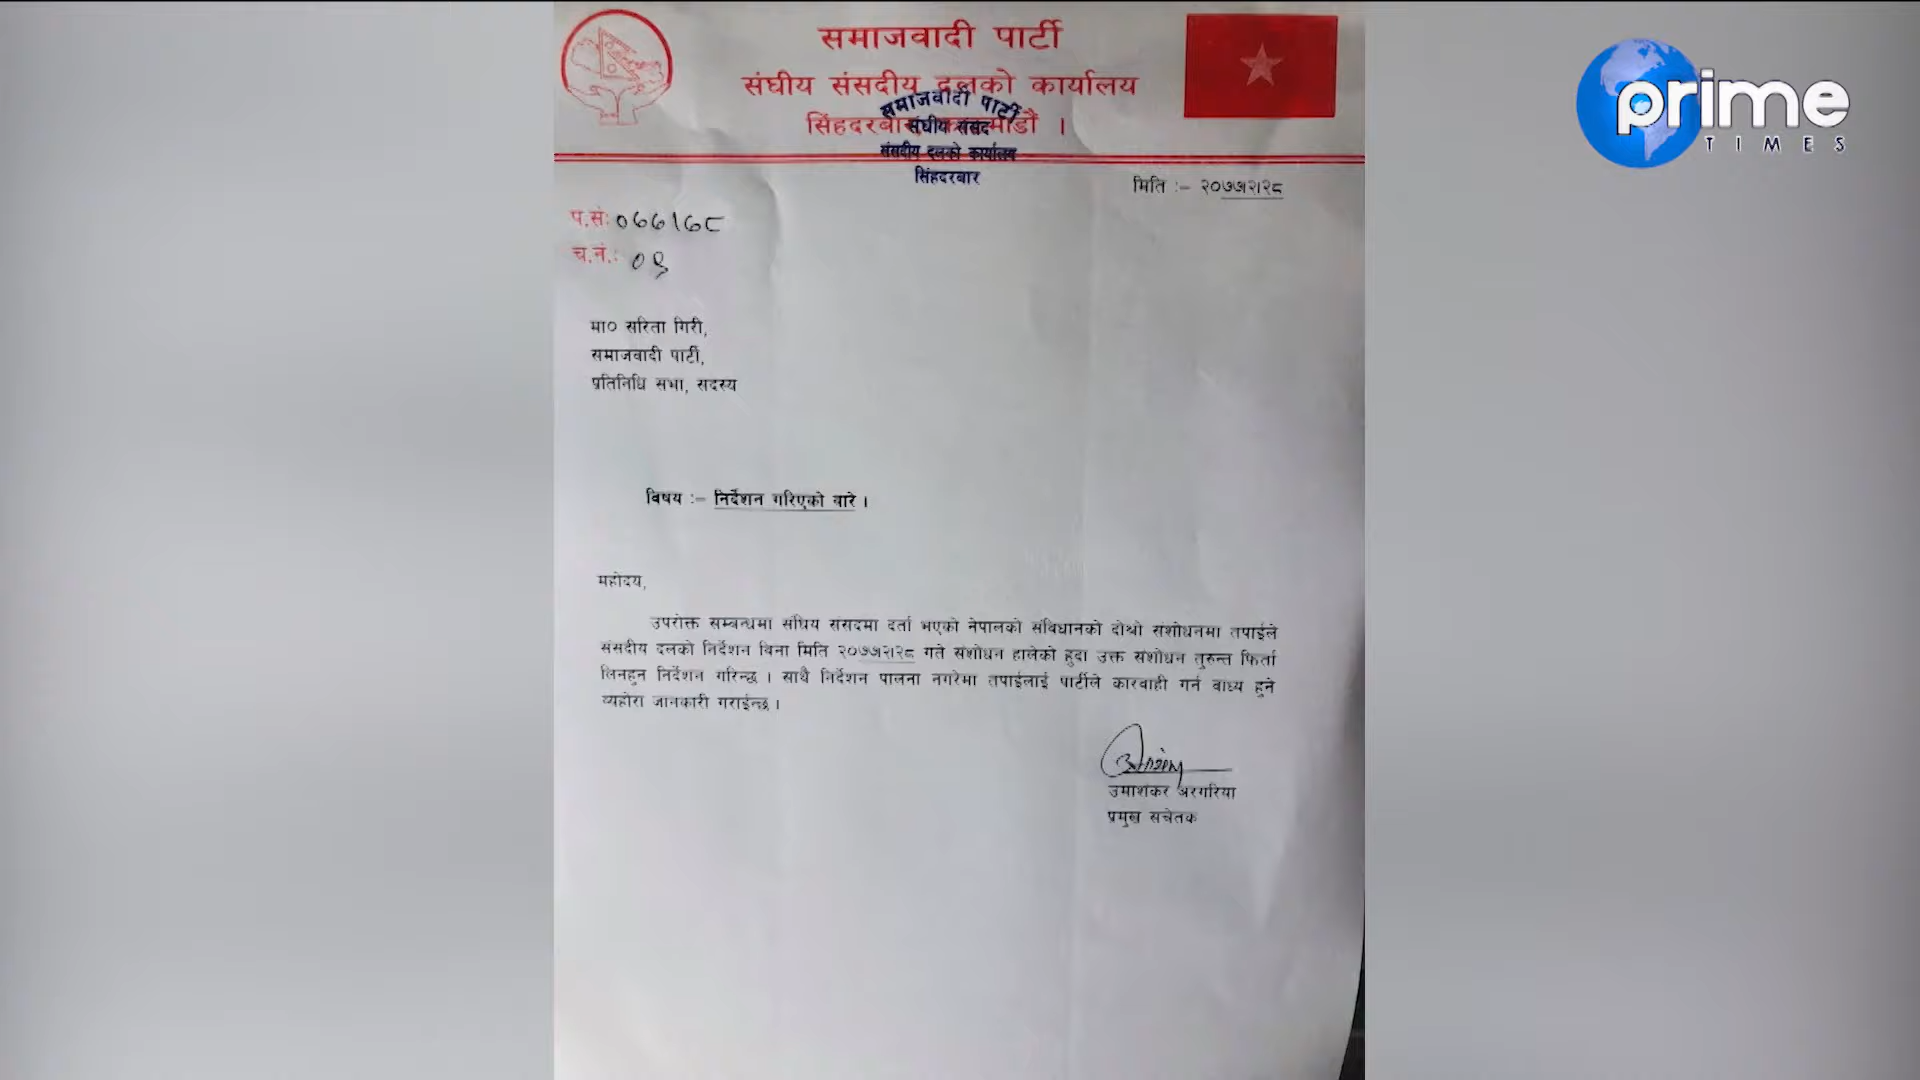 समाजवादी पार्टी
संघीय संसदीय दलको कार्यालय
सिंहदरबार
समाजवादी पार्टी
संघीय संसद
संसदीय दलको कार्यालय
सिंहदरबार
prime
TIMES
मिति :– २०७७।२।२८
प.सं: ०७७।७८
च.नं.: ०९
मा० सरिता गिरी,
समाजवादी पार्टी,
प्रतिनिधि सभा, सदस्य
विषय :– निर्देशन गरिएको बारे ।
महोदय,
उपरोक्त सम्बन्धमा संघिय संसदमा दर्ता भएको नेपालको संबिधानको दोश्रो संशोधनमा तपाईले
संसदीय दलको निर्देशन बिना मिति २०७७।२।२८ गते संशोधन हालेको हुदा उक्त संशोधन तुरुन्त फिर्ता
लिनहुन निर्देशन गरिन्छ । साथै निर्देशन पालना नगरेमा तपाईलाई पार्टीले कारवाही गर्न बाध्य हुने
व्यहोरा जानकारी गराईन्छ ।
उमाशंकर अरगरिया
प्रमुख सचेतक